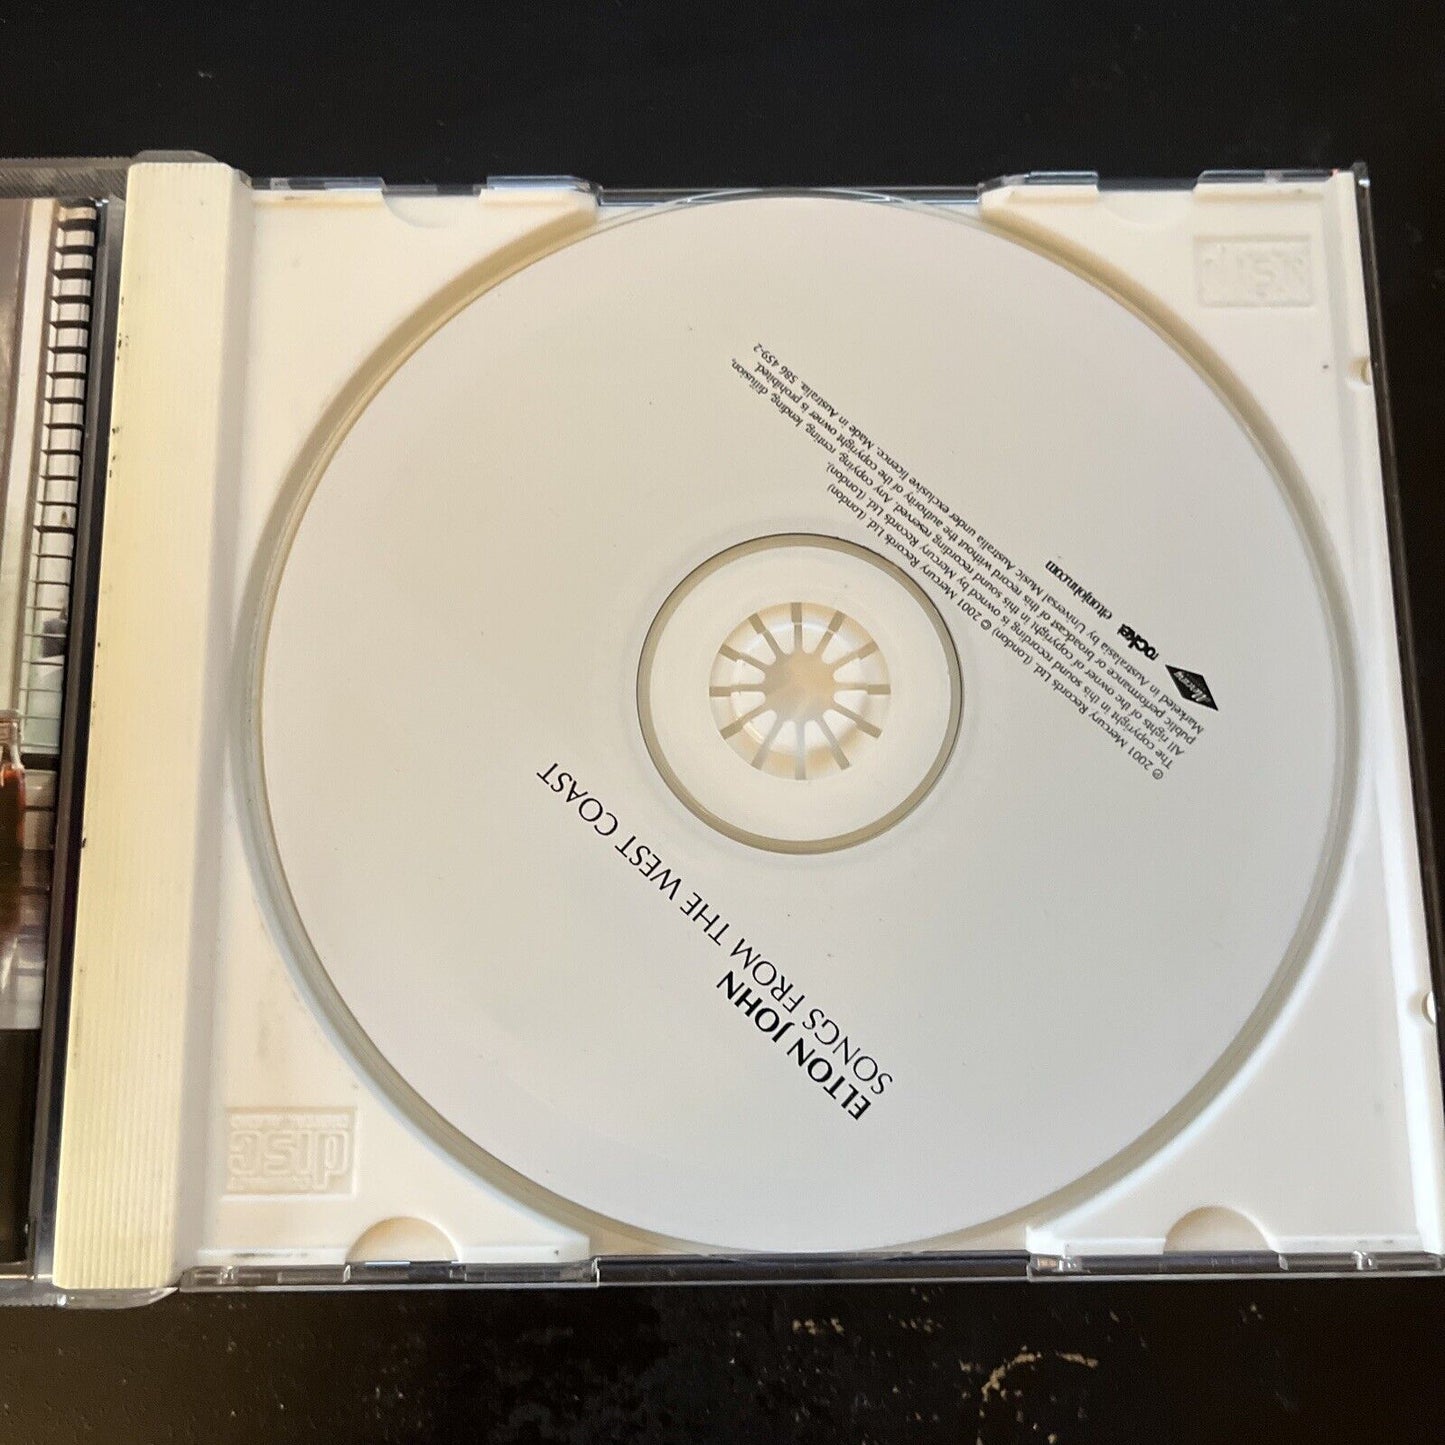 ELTON JOHN
SONGS FROM THE WEST COAST
Mercury rocket eltonjohn.com
℗ 2001 Mercury Records Ltd. (London) © 2001 Mercury Records Ltd. (London)
The copyright in this sound recording is owned by Mercury Records Ltd. (London).
All rights of the owner of copyright in this sound recording reserved. Any copying, renting, lending, diffusion,
public performance or broadcast of this record without the authority of the copyright owner is prohibited.
Marketed in Australasia by Universal Music Australia under exclusive licence. Made in Australia. 586 459-2
disc